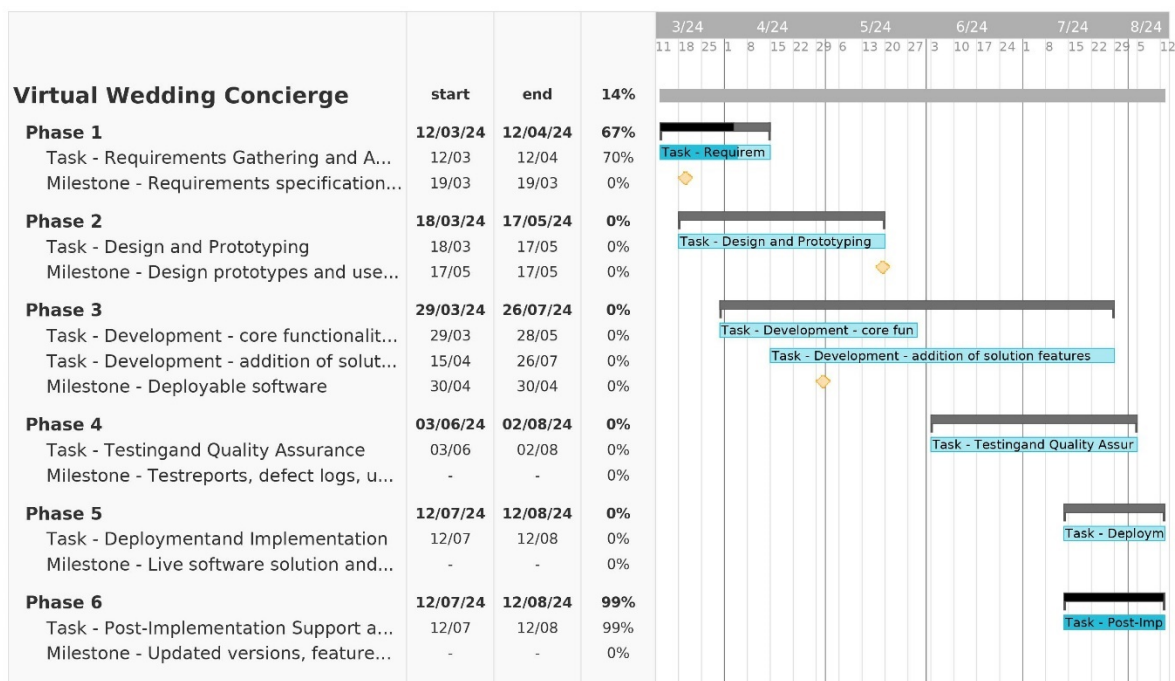 3/24 4/24 5/24 6/24 7/24 8/24
11 18 25 1 8 15 22 29 6 13 20 27 3 10 17 24 1 8 15 22 29 5 12
Virtual Wedding Concierge start end 14%
Phase 1 12/03/24 12/04/24 67%
Task - Requirements Gathering and A... 12/03 12/04 70% Task - Requirem
Milestone - Requirements specification... 19/03 19/03 0%
Phase 2 18/03/24 17/05/24 0%
Task - Design and Prototyping 18/03 17/05 0% Task - Design and Prototyping
Milestone - Design prototypes and use... 17/05 17/05 0%
Phase 3 29/03/24 26/07/24 0%
Task - Development - core functionalit... 29/03 28/05 0% Task - Development - core fun
Task - Development - addition of solut... 15/04 26/07 0% Task - Development - addition of solution features
Milestone - Deployable software 30/04 30/04 0%
Phase 4 03/06/24 02/08/24 0%
Task - Testingand Quality Assurance 03/06 02/08 0% Task - Testingand Quality Assur
Milestone - Testreports, defect logs, u... - - 0%
Phase 5 12/07/24 12/08/24 0%
Task - Deploymentand Implementation 12/07 12/08 0% Task - Deploym
Milestone - Live software solution and... - - 0%
Phase 6 12/07/24 12/08/24 99%
Task - Post-Implementation Support a... 12/07 12/08 99% Task - Post-Imp
Milestone - Updated versions, feature... - - 0%